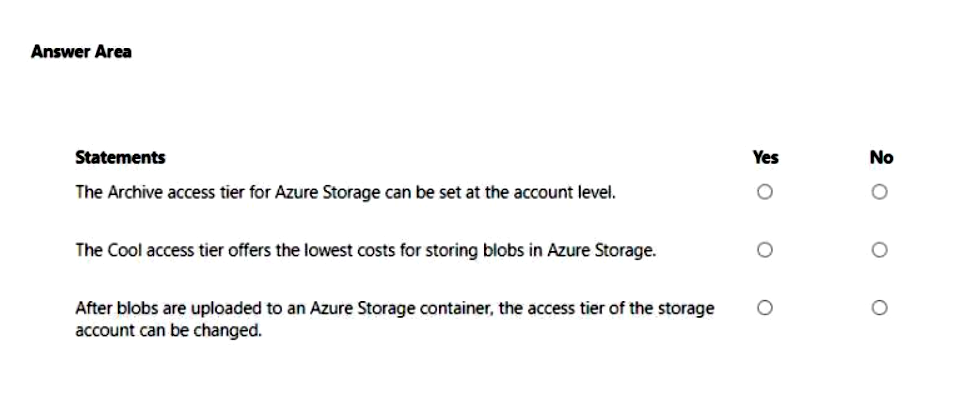 Answer Area
Statements Yes No
The Archive access tier for Azure Storage can be set at the account level.
The Cool access tier offers the lowest costs for storing blobs in Azure Storage.
After blobs are uploaded to an Azure Storage container, the access tier of the storage
account can be changed.